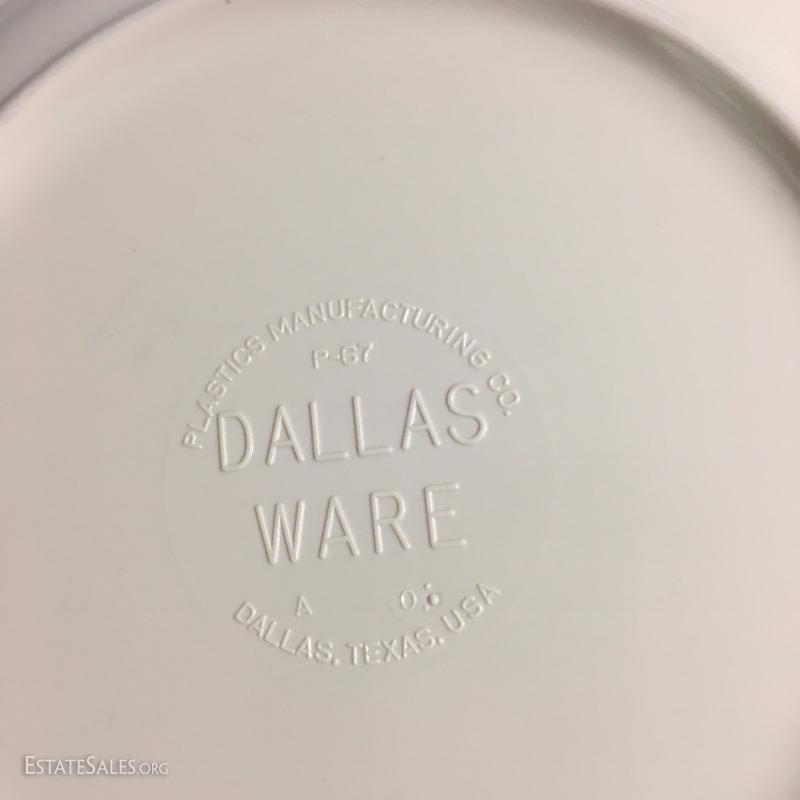 PLASTICS MANUFACTURING CO.
P-67
DALLAS
WARE
A
DALLAS, TEXAS, USA
ESTATESALES.ORG